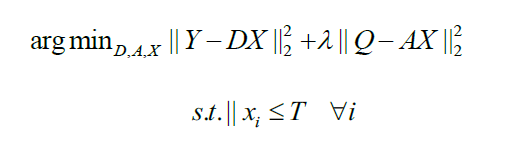 arg min_{D,A,X} || Y − DX ||_2^2 + λ || Q − AX ||_2^2
s.t. || x_i ≤ T ∀i